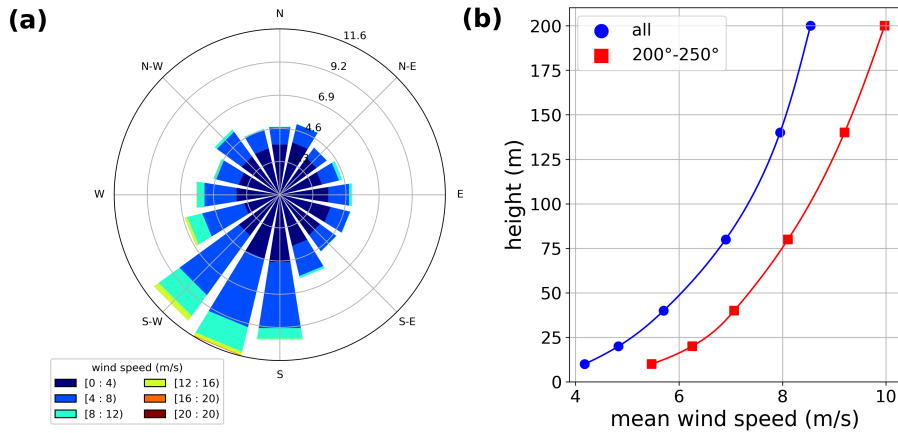 (a)
N
N-E
E
S-E
S
S-W
W
N-W
11.6
9.2
6.9
4.6
wind speed (m/s)
[0 : 4)
[4 : 8)
[8 : 12)
[12 : 16)
[16 : 20)
[20 : 20)
(b)
all
200°-250°
height (m)
200
175
150
125
200
75
50
25
0
4
6
8
10
mean wind speed (m/s)